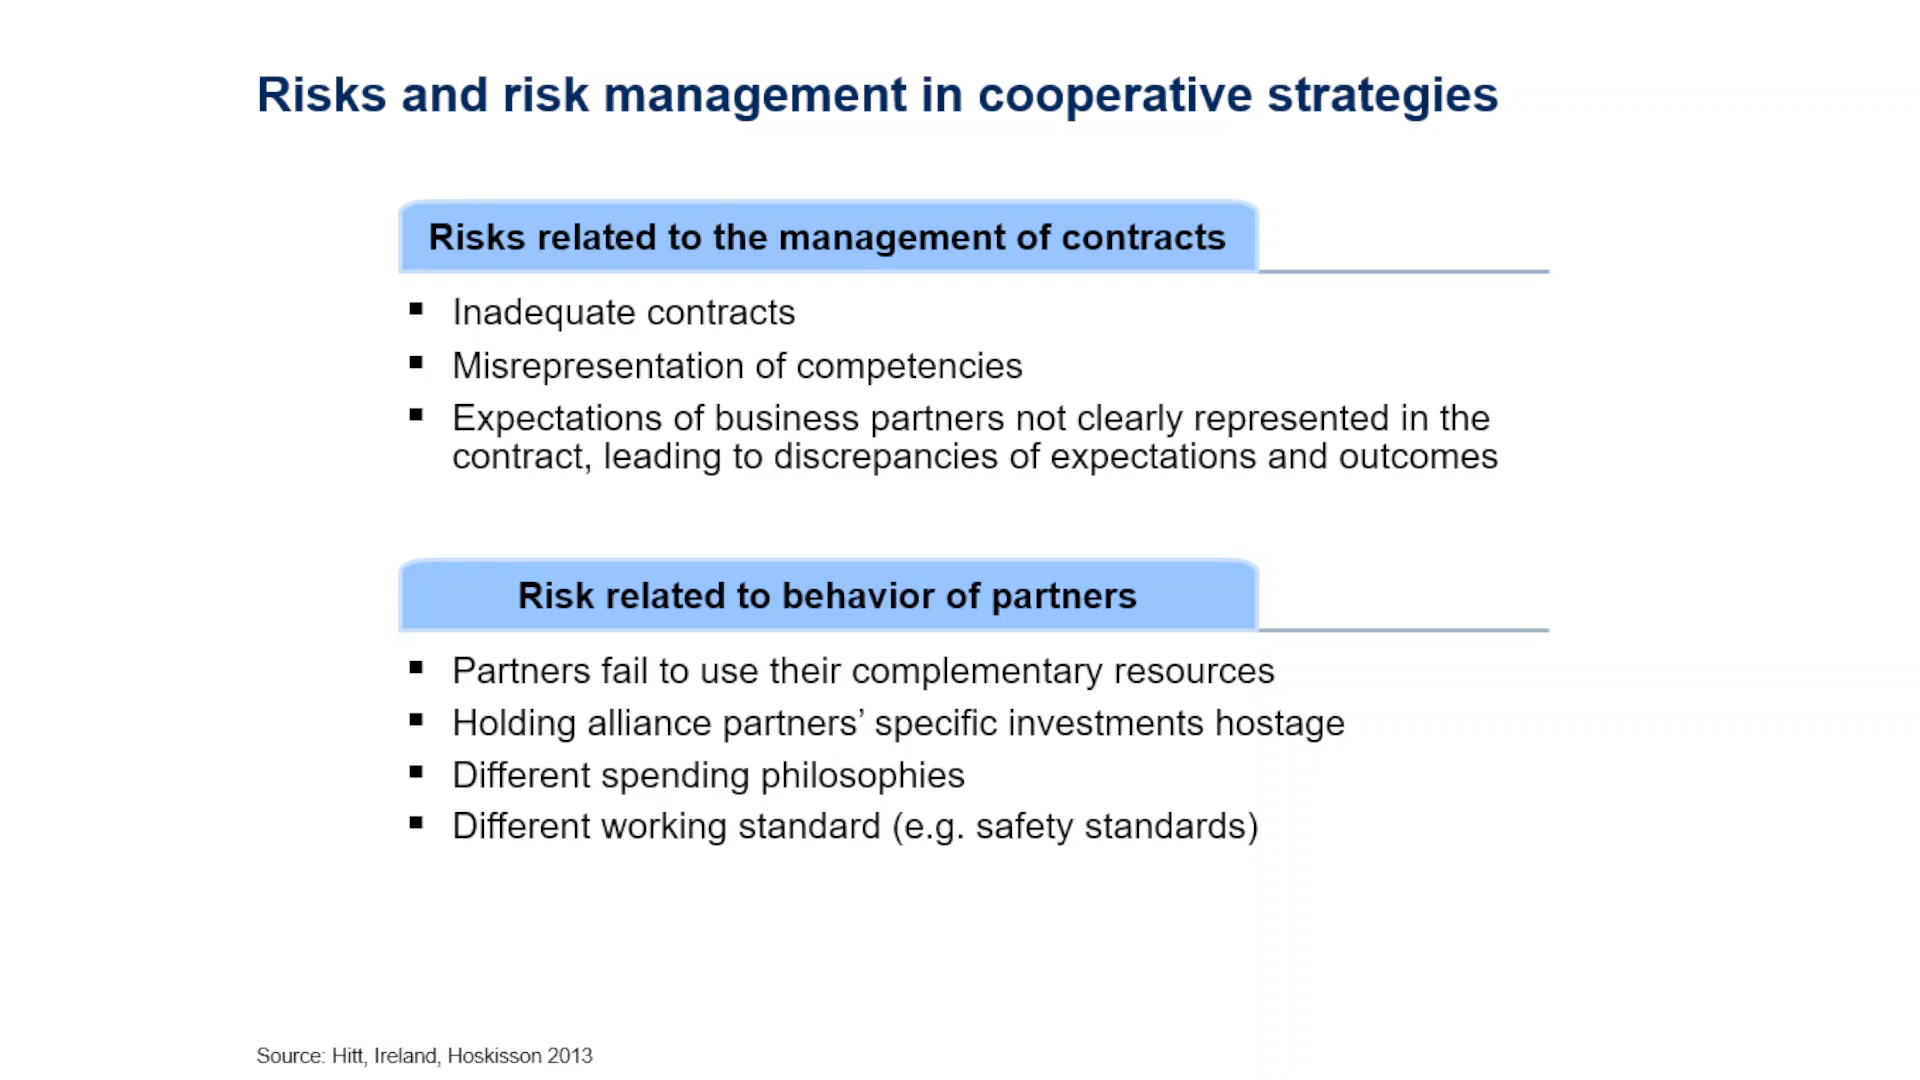 Risks and risk management in cooperative strategies
Risks related to the management of contracts
▪ Inadequate contracts
▪ Misrepresentation of competencies
▪ Expectations of business partners not clearly represented in the
contract, leading to discrepancies of expectations and outcomes
Risk related to behavior of partners
▪ Partners fail to use their complementary resources
▪ Holding alliance partners’ specific investments hostage
▪ Different spending philosophies
▪ Different working standard (e.g. safety standards)
Source: Hitt, Ireland, Hoskisson 2013